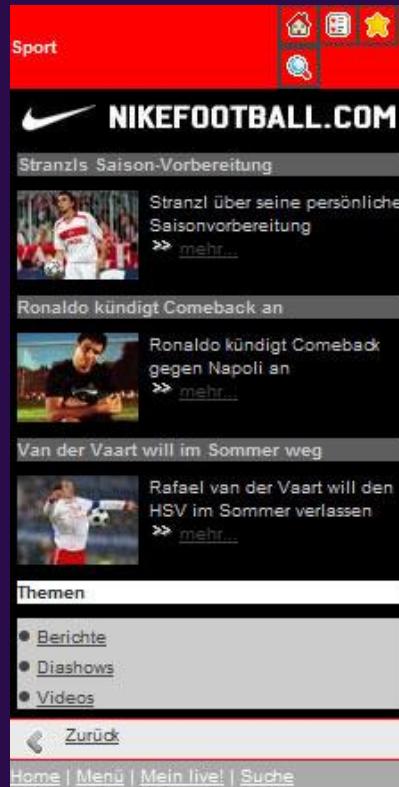 Sport
NIKEFOOTBALL.COM
Stranzls Saison-Vorbereitung
Stranzl über seine persönliche
Saisonvorbereitung
>> mehr...
Ronaldo kündigt Comeback an
Ronaldo kündigt Comeback
gegen Napoli an
>> mehr...
Van der Vaart will im Sommer weg
Rafael van der Vaart will den
HSV im Sommer verlassen
>> mehr...
Themen
Berichte
Diashows
Videos
Zurück
Home | Menü | Mein live! | Suche